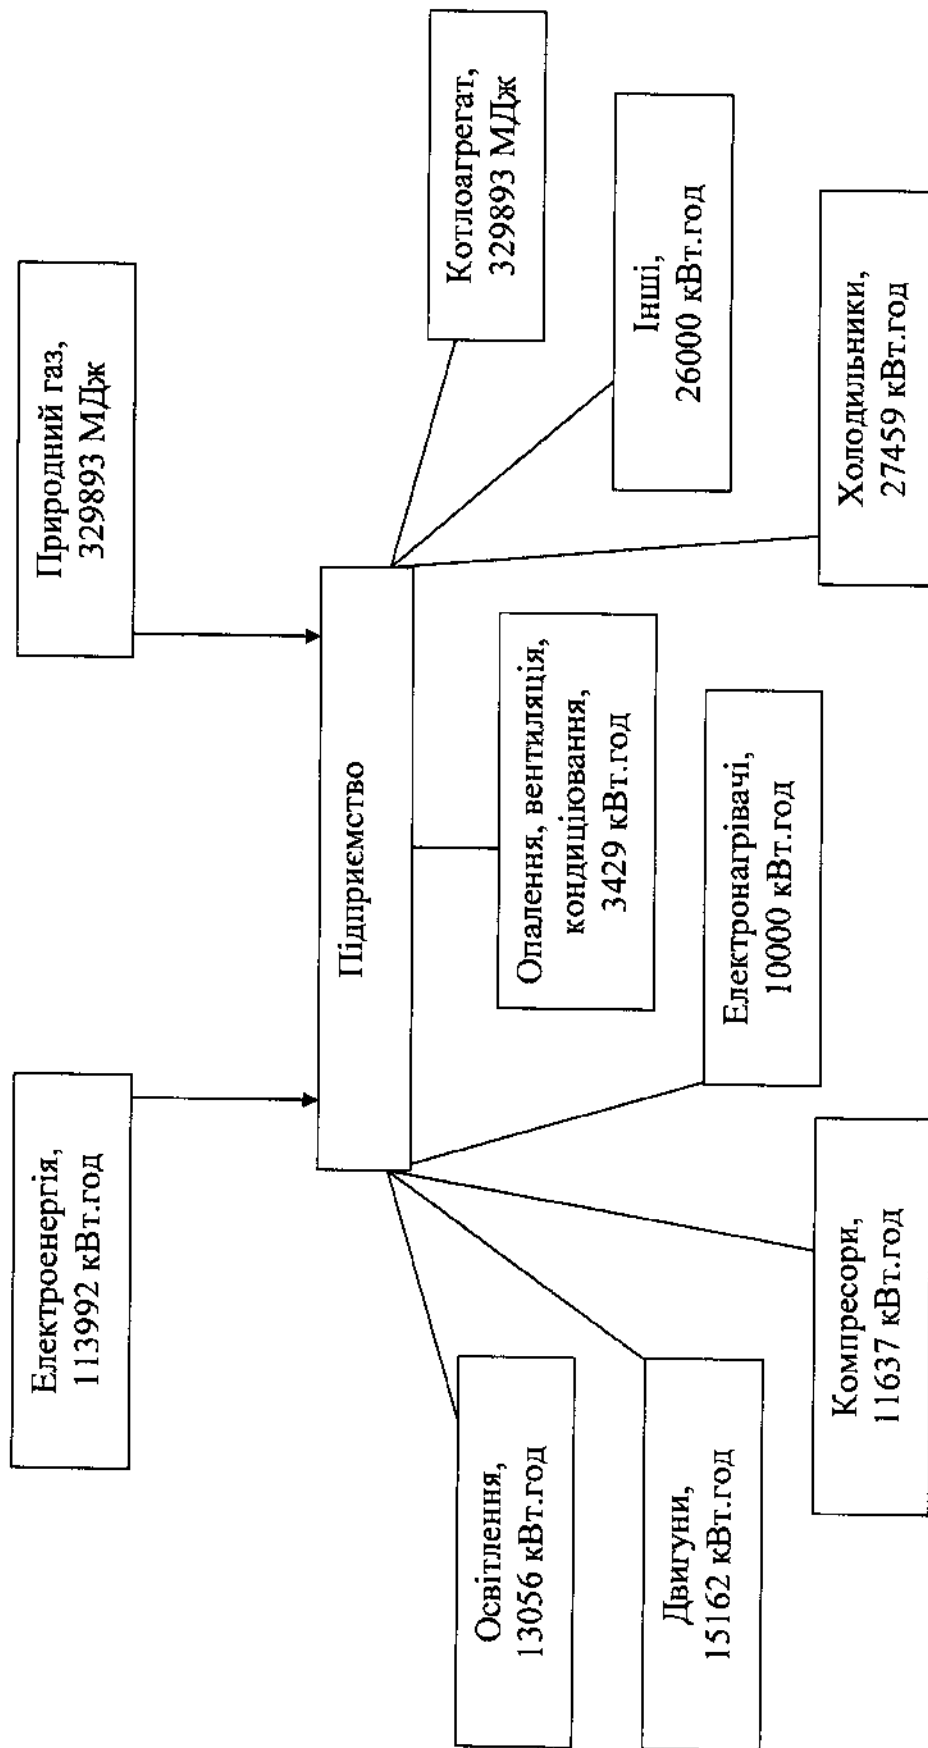 Електроенергія,
113992 кВт.год
Природний газ,
329893 МДж
Підприємство
Освітлення,
13056 кВт.год
Двигуни,
15162 кВт.год
Компресори,
11637 кВт.год
Електронагрівачі,
10000 кВт.год
Опалення, вентиляція,
кондиціювання,
3429 кВт.год
Холодильники,
27459 кВт.год
Інші,
26000 кВт.год
Котлоагрегат,
329893 МДж